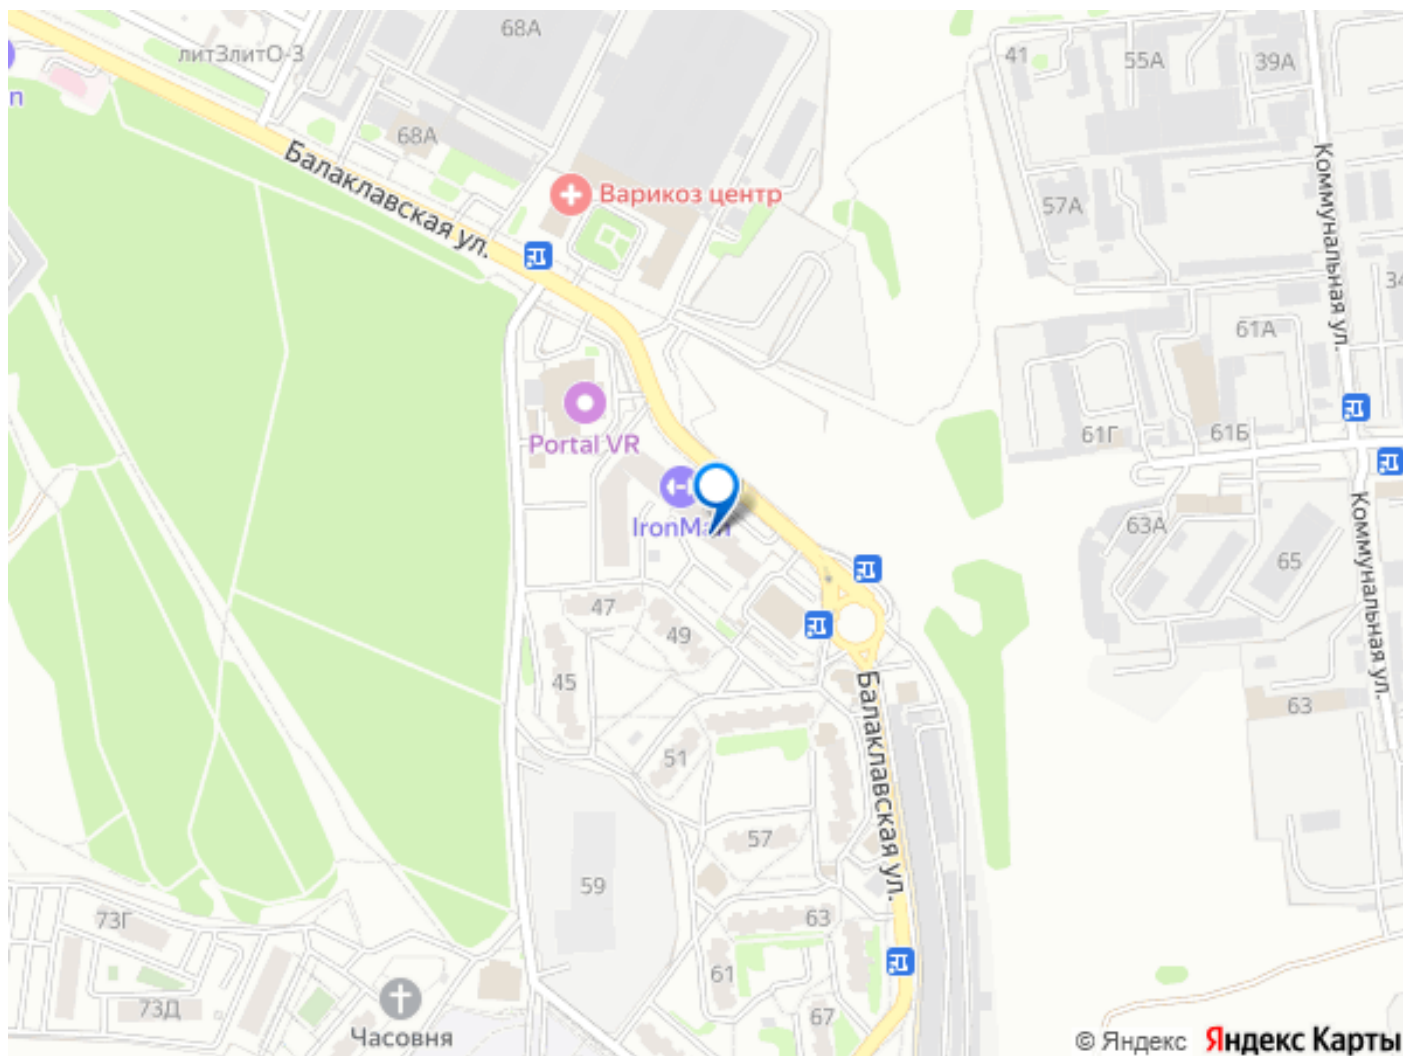 68А
41
55А
39А
литЗлитО-3
n
68А
Балаклавская ул.
Варикоз центр
57А
Коммунальная ул.
34
61А
Portal VR
61Г
61Б
IronMan
63А
65
47
49
45
Коммунальная ул.
63
51
Балаклавская ул.
57
59
63
73Г
61
73Д
67
Часовня
© Яндекс Яндекс Карты